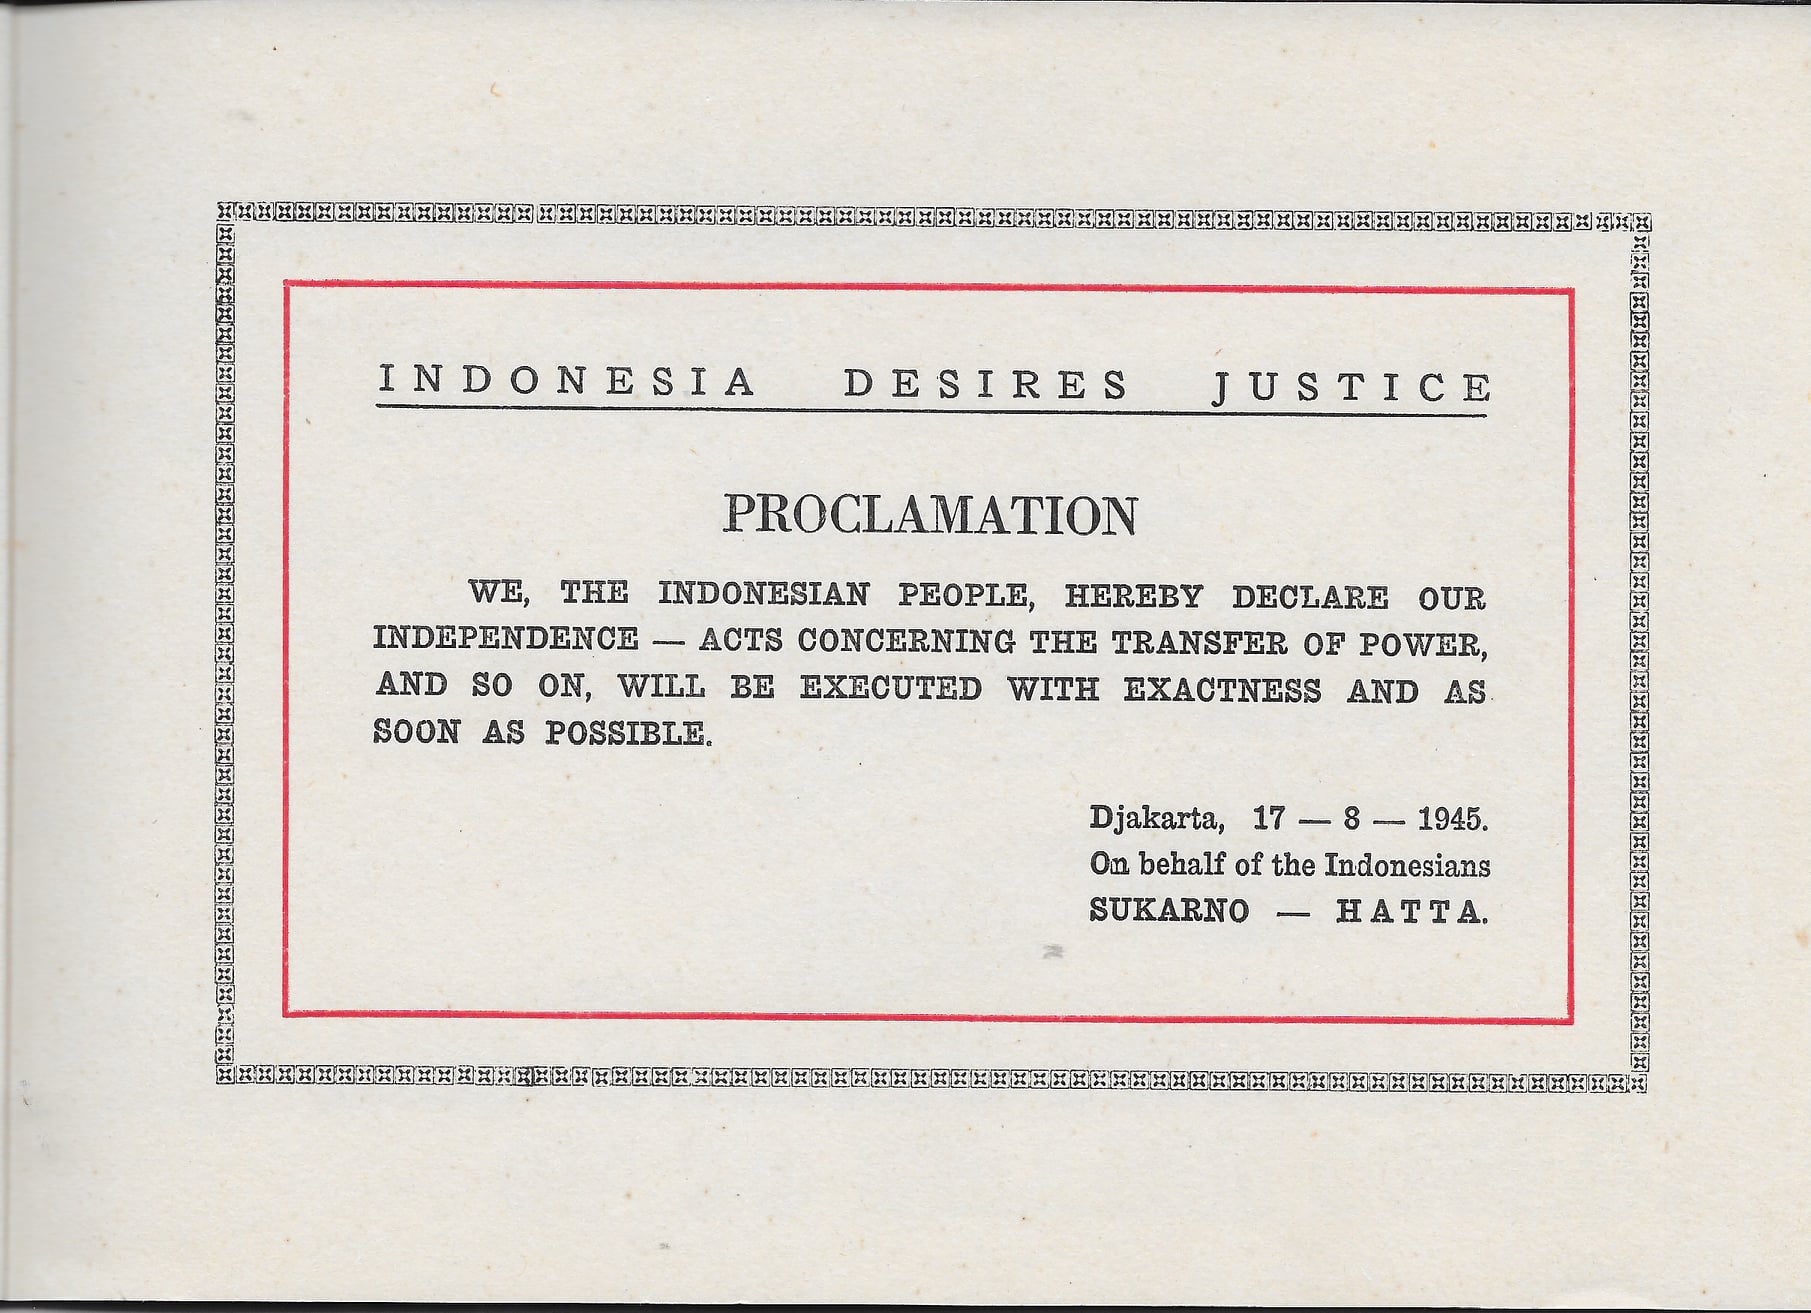 INDONESIA DESIRES JUSTICE
PROCLAMATION
WE, THE INDONESIAN PEOPLE, HEREBY DECLARE OUR
INDEPENDENCE — ACTS CONCERNING THE TRANSFER OF POWER,
AND SO ON, WILL BE EXECUTED WITH EXACTNESS AND AS
SOON AS POSSIBLE.
Djakarta, 17 — 8 — 1945.
On behalf of the Indonesians
SUKARNO — HATTA.